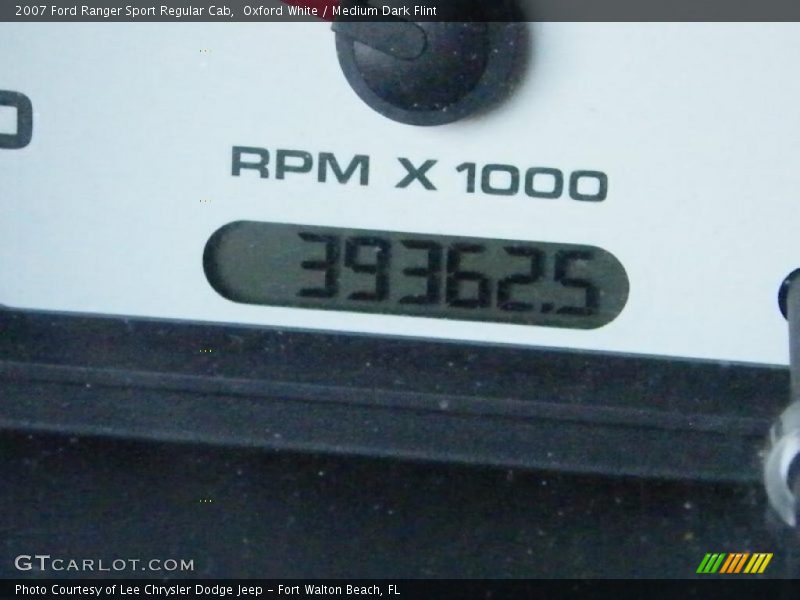 2007 Ford Ranger Sport Regular Cab,  Oxford White / Medium Dark Flint
RPM X 1000
39362.5
GTCARLOT.COM
Photo Courtesy of Lee Chrysler Dodge Jeep - Fort Walton Beach, FL